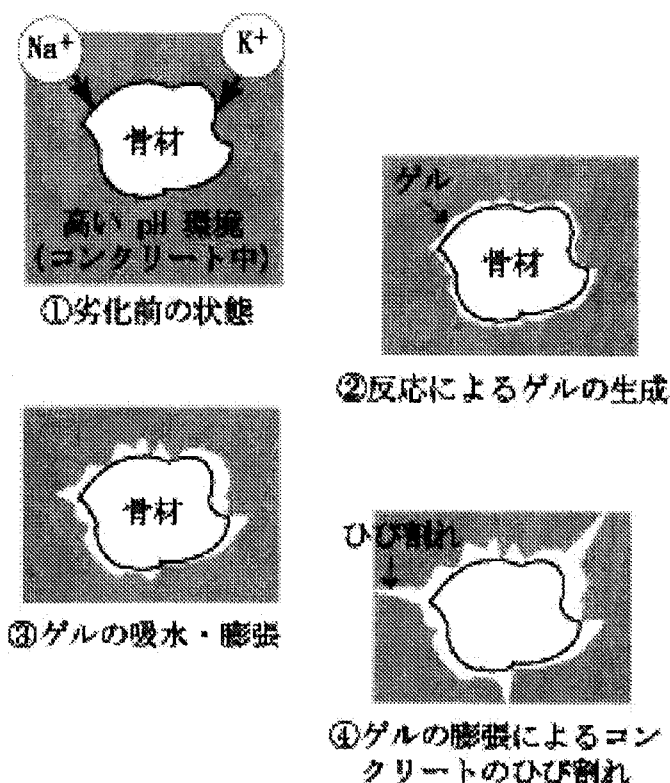 Na⁺
K⁺
骨材
高い pH 環境
(コンクリート中)
①劣化前の状態
ゲル
骨材
②反応によるゲルの生成
骨材
③ゲルの吸水・膨張
ひび割れ
④ゲルの膨張によるコン
クリートのひび割れ